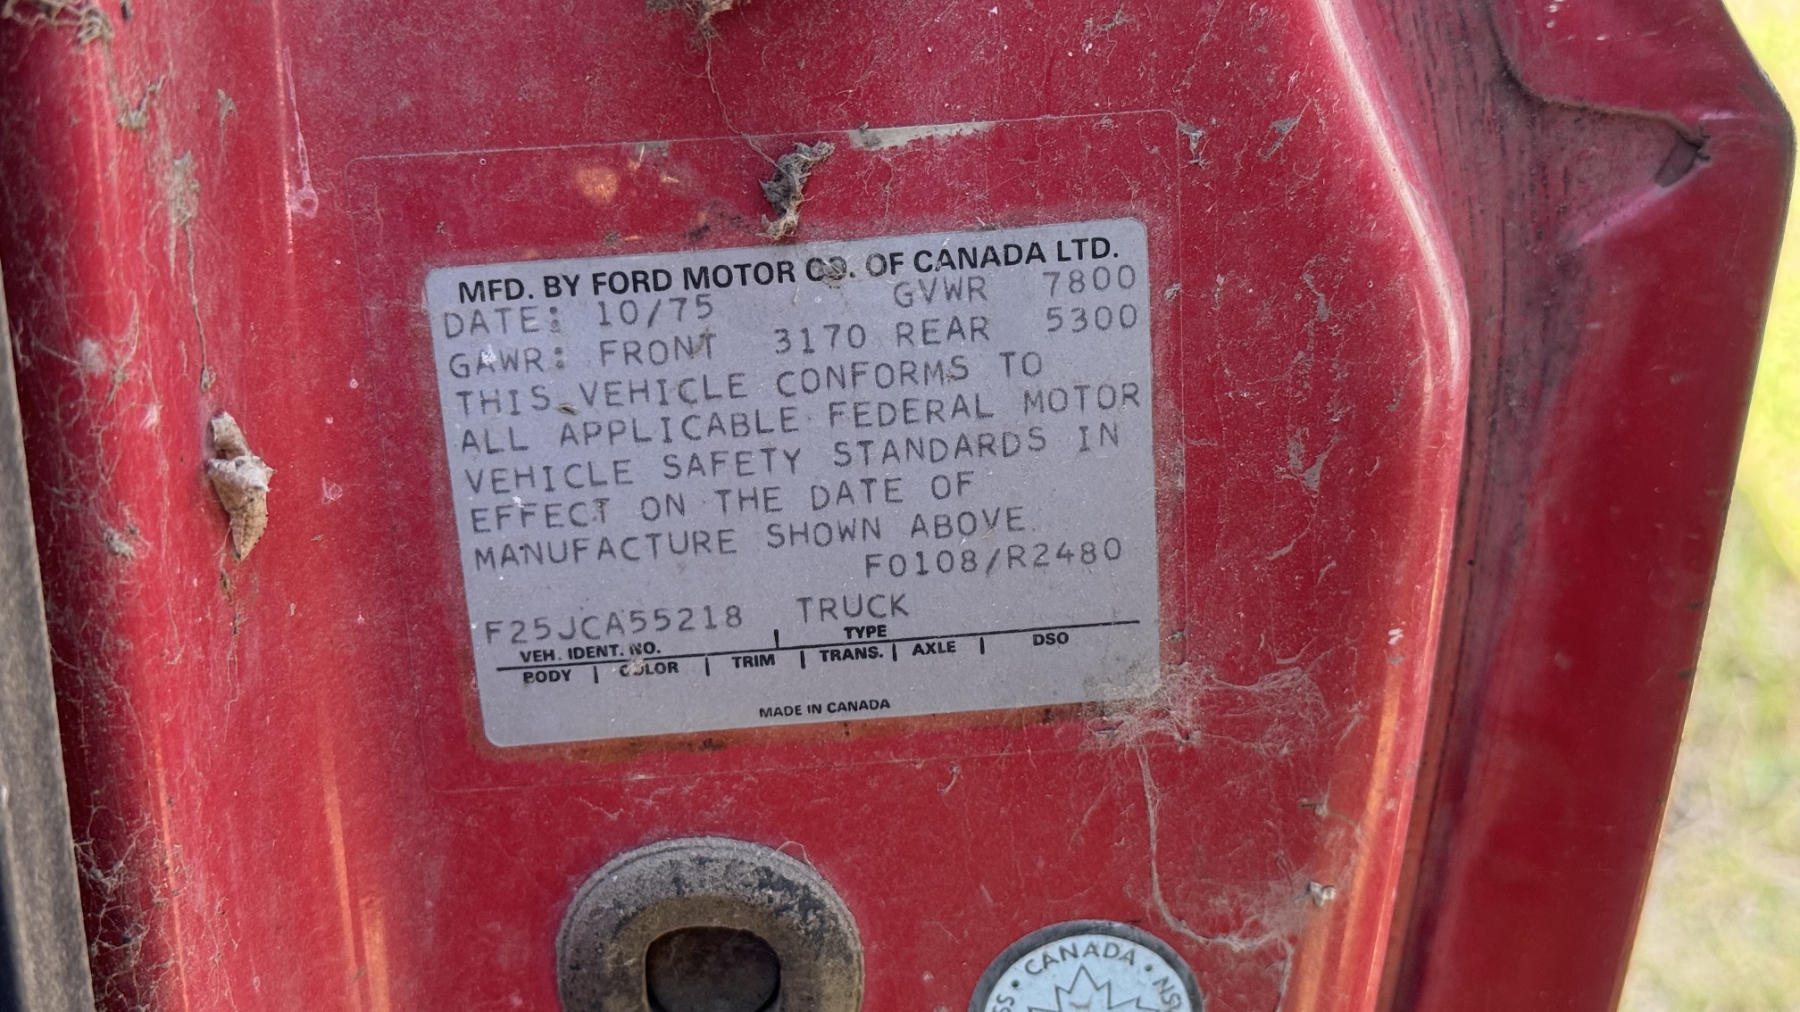 MFD. BY FORD MOTOR CO. OF CANADA LTD.
DATE: 10/75 GVWR 7800
GAWR: FRONT 3170 REAR 5300
THIS VEHICLE CONFORMS TO
ALL APPLICABLE FEDERAL MOTOR
VEHICLE SAFETY STANDARDS IN
EFFECT ON THE DATE OF
MANUFACTURE SHOWN ABOVE.
F0108/R2480
F25JCA55218 TRUCK
VEH. IDENT. NO. | TYPE
BODY | COLOR | TRIM | TRANS. | AXLE | DSO
MADE IN CANADA
CANADA